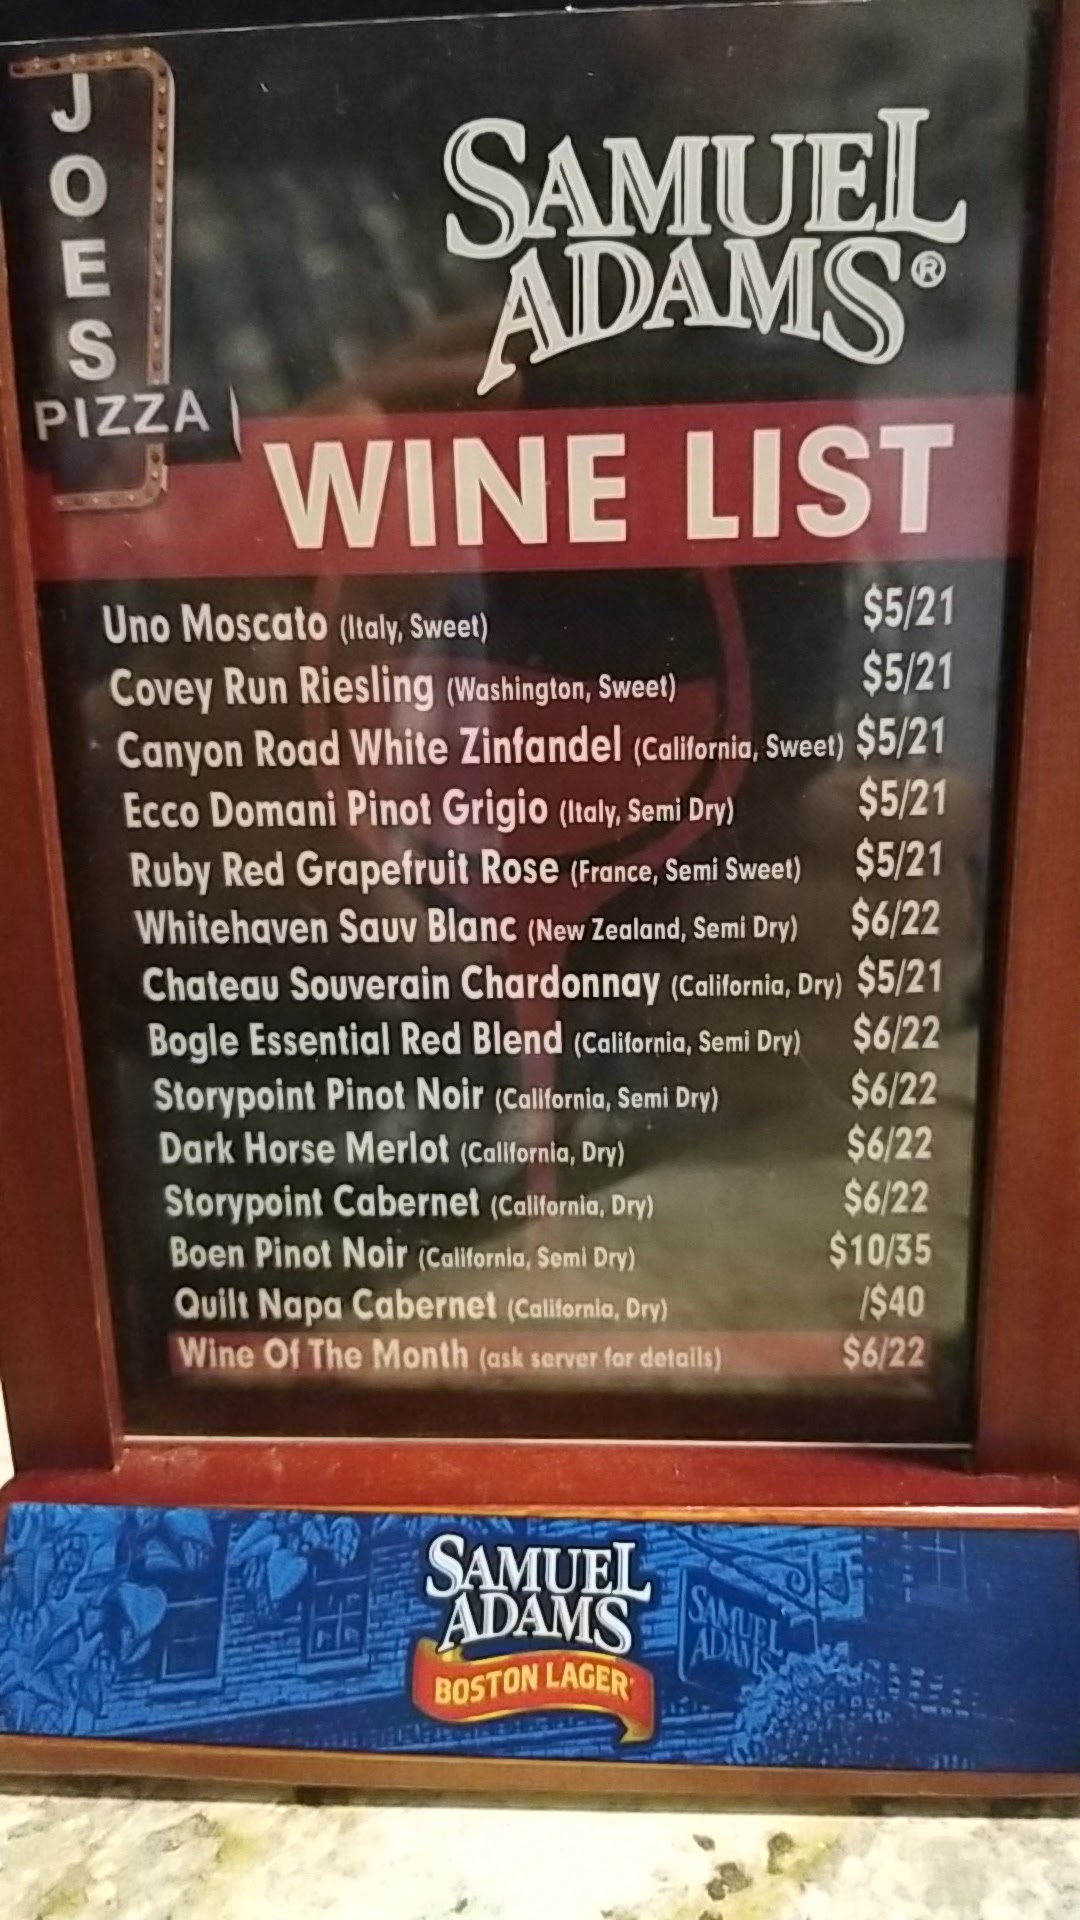 JOES
PIZZA
SAMUEL
ADAMS®
WINE LIST
Uno Moscato (Italy, Sweet) $5/21
Covey Run Riesling (Washington, Sweet) $5/21
Canyon Road White Zinfandel (California, Sweet) $5/21
Ecco Domani Pinot Grigio (Italy, Semi Dry) $5/21
Ruby Red Grapefruit Rose (France, Semi Sweet) $5/21
Whitehaven Sauv Blanc (New Zealand, Semi Dry) $6/22
Chateau Souverain Chardonnay (California, Dry) $5/21
Bogle Essential Red Blend (California, Semi Dry) $6/22
Storypoint Pinot Noir (California, Semi Dry) $6/22
Dark Horse Merlot (California, Dry) $6/22
Storypoint Cabernet (California, Dry) $6/22
Boen Pinot Noir (California, Semi Dry) $10/35
Quilt Napa Cabernet (California, Dry) /$40
Wine Of The Month (ask server for details) $6/22
SAMUEL
ADAMS
BOSTON LAGER
SAMUEL
ADAMS